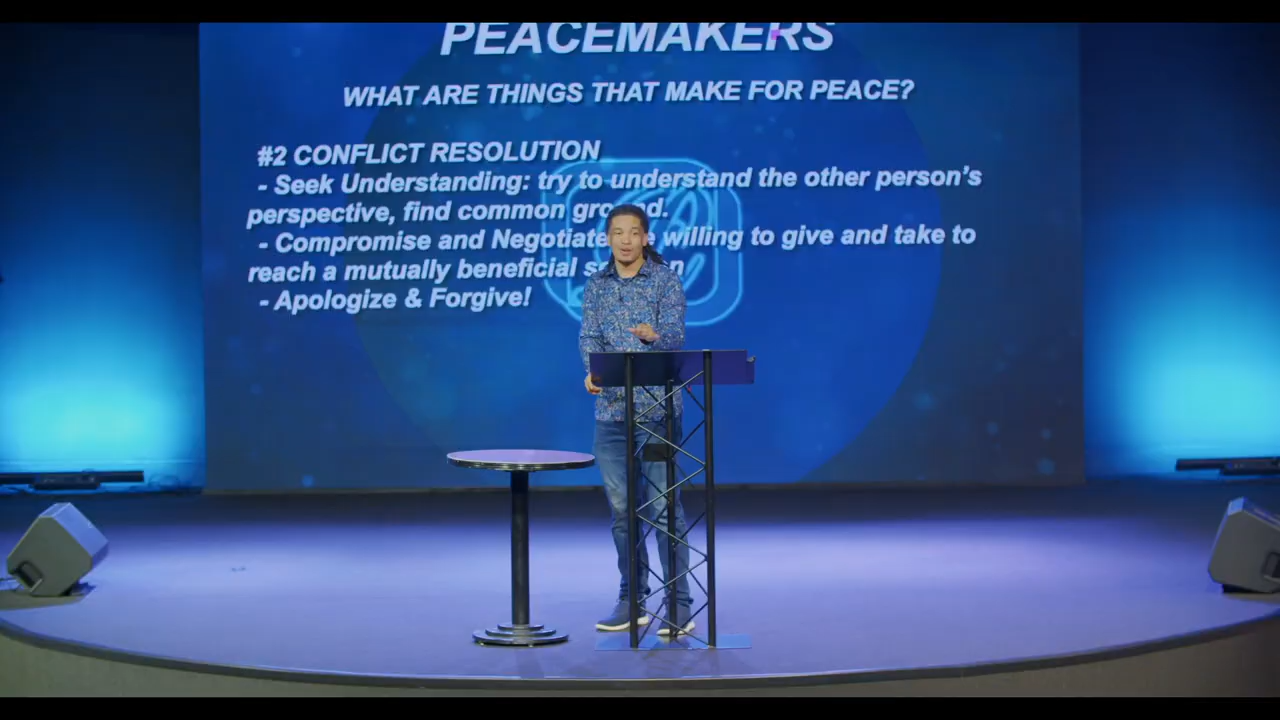 PEACEMAKERS
WHAT ARE THINGS THAT MAKE FOR PEACE?
#2 CONFLICT RESOLUTION
- Seek Understanding: try to understand the other person's
perspective, find common ground.
- Compromise and Negotiate willing to give and take to
reach a mutually beneficial
- Apologize & Forgive!